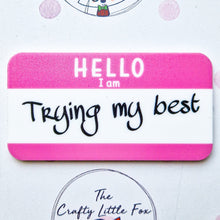 HELLO
I am
Trying my best
The
Crafty Little Fox